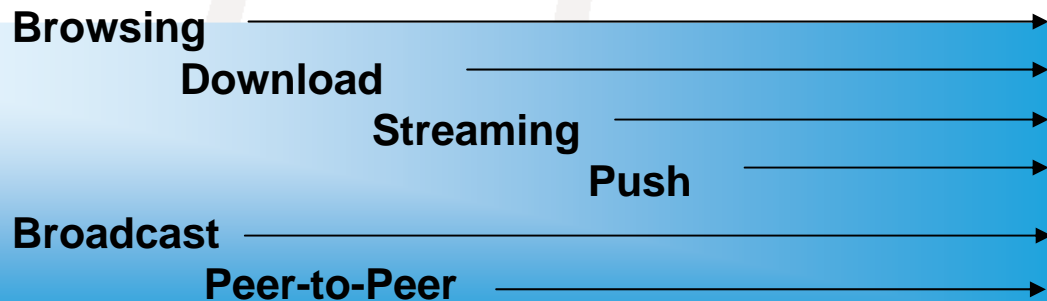 Browsing
Download
Streaming
Push
Broadcast
Peer-to-Peer